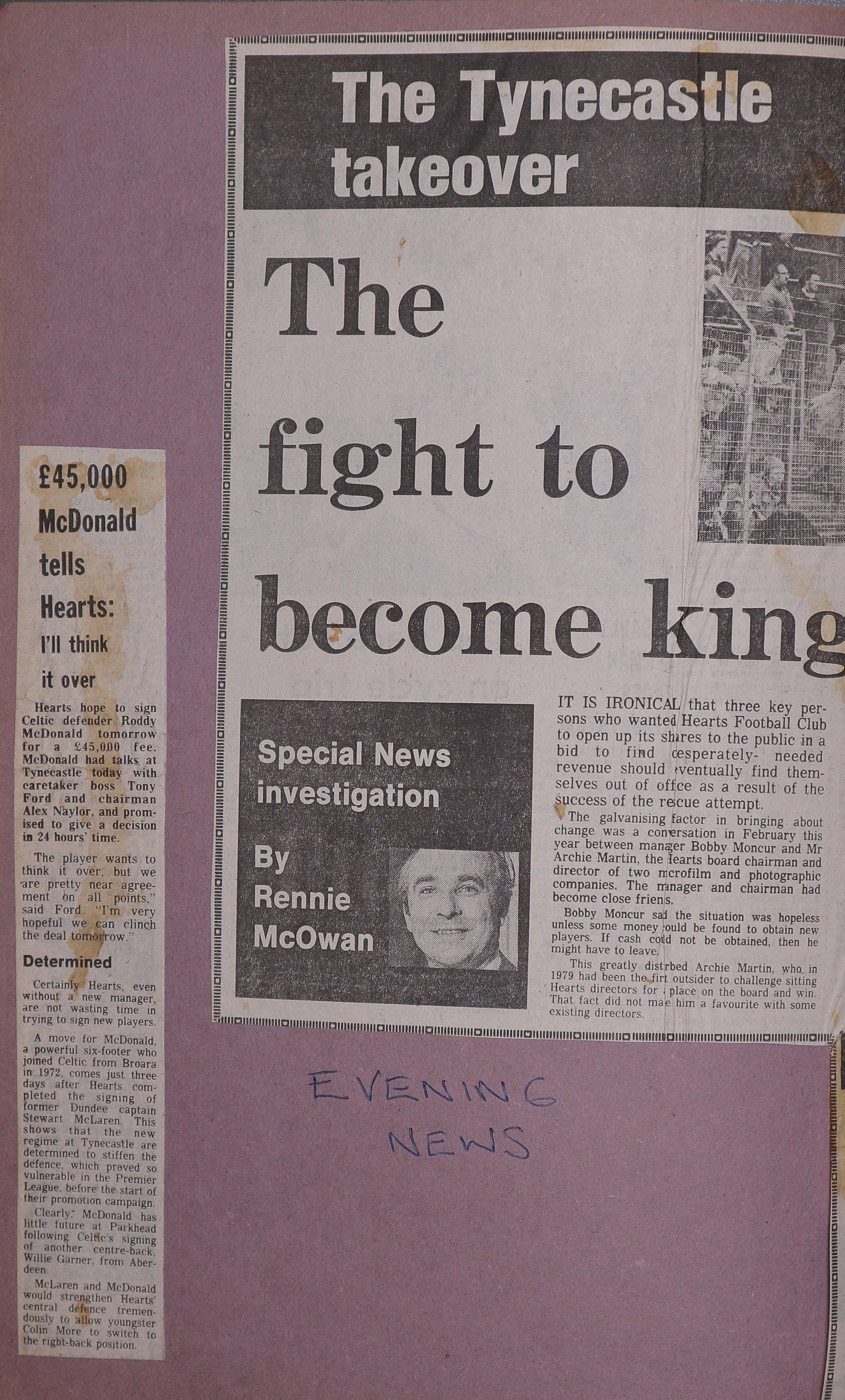 £45,000
McDonald
tells
Hearts:
I'll think
it over
Hearts hope to sign
Celtic defender Roddy
McDonald tomorrow
for a £45,000 fee.
McDonald had talks at
Tynecastle today with
caretaker boss Tony
Ford and chairman
Alex Naylor, and prom-
ised to give a decision
in 24 hours' time.
The player wants to
think it over, but we
are pretty near agree-
ment on all points,"
said Ford. "I'm very
hopeful we can clinch
the deal tomorrow."
Determined
Certainly Hearts, even
without a new manager,
are not wasting time in
trying to sign new players.
A move for McDonald,
a powerful six-footer who
joined Celtic from Broara
in 1972, comes just three
days after Hearts com-
pleted the signing of
former Dundee captain
Stewart McLaren. This
shows that the new
regime at Tynecastle are
determined to stiffen the
defence, which proved so
vulnerable in the Premier
League, before the start of
their promotion campaign.
Clearly, McDonald has
little future at Parkhead
following Celtic's signing
of another centre-back,
Willie Garner, from Aber-
deen.
McLaren and McDonald
would strengthen Hearts'
central defence tremen-
dously to allow youngster
Colin More to switch to
the right-back position.
The Tynecastle
takeover
The
fight to
become king
Special News
investigation
By
Rennie
McOwan
IT IS IRONICAL that three key per-
sons who wanted Hearts Football Club
to open up its shares to the public in a
bid to find desperately- needed
revenue should eventually find them-
selves out of office as a result of the
success of the rescue attempt.
The galvanising factor in bringing about
change was a conversation in February this
year between manager Bobby Moncur and Mr
Archie Martin, the Hearts board chairman and
director of two microfilm and photographic
companies. The manager and chairman had
become close friends.
Bobby Moncur said the situation was hopeless
unless some money could be found to obtain new
players. If cash could not be obtained, then he
might have to leave.
This greatly disturbed Archie Martin, who in
1979 had been the first outsider to challenge sitting
Hearts directors for a place on the board and win.
That fact did not make him a favourite with some
existing directors.
EVENING
NEWS